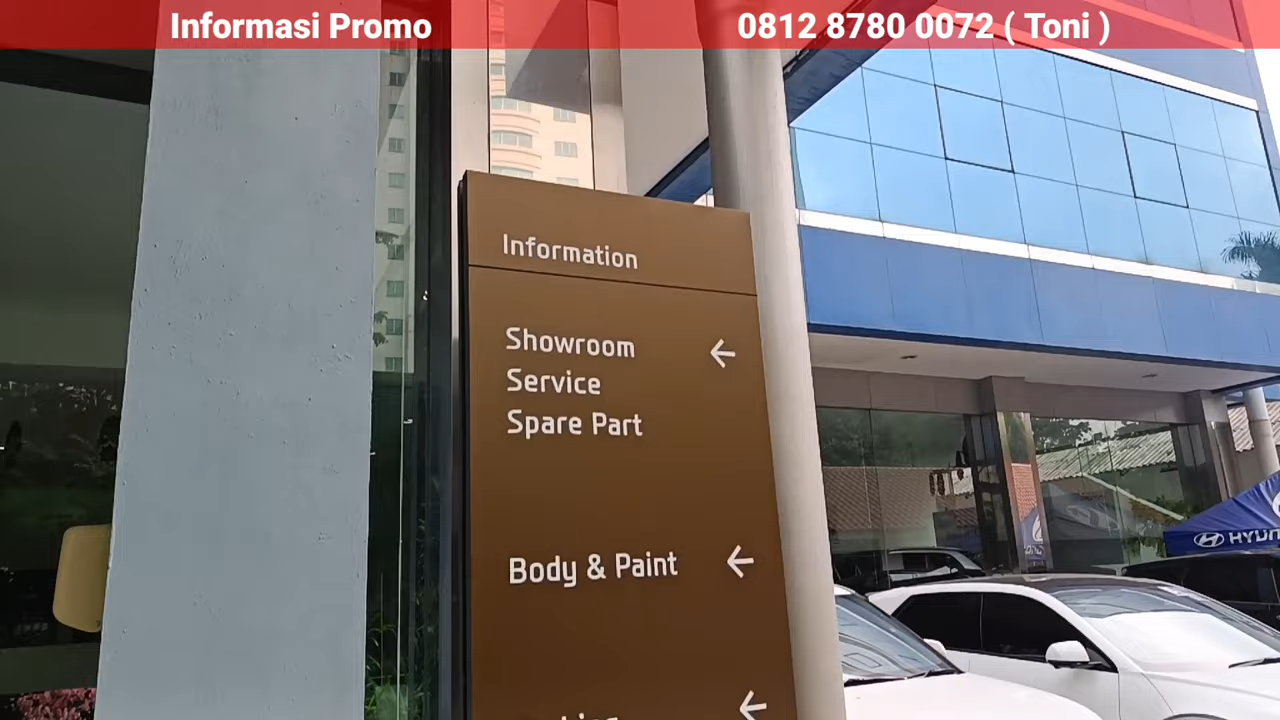 Informasi Promo
0812 8780 0072 ( Toni )
Information
Showroom
Service
Spare Part
Body & Paint